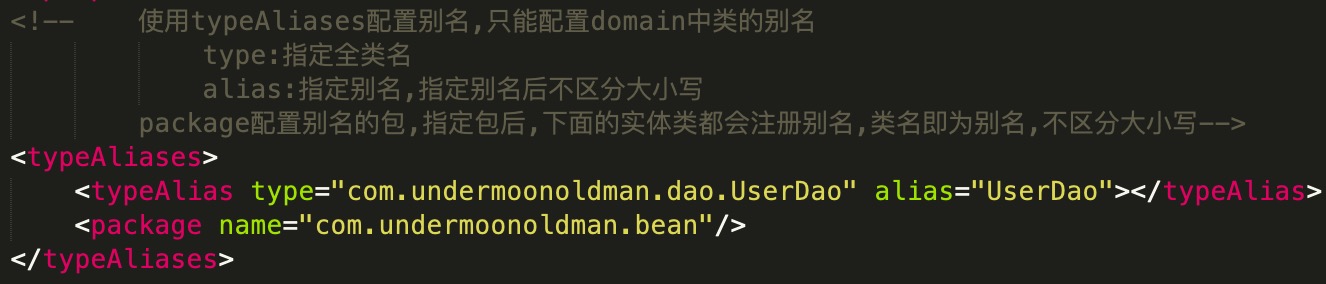 <!--    使用typeAliases配置别名,只能配置domain中类的别名
type:指定全类名
alias:指定别名,指定别名后不区分大小写
package配置别名的包,指定包后,下面的实体类都会注册别名,类名即为别名,不区分大小写-->
<typeAliases>
<typeAlias type="com.undermoonoldman.dao.UserDao" alias="UserDao"></typeAlias>
<package name="com.undermoonoldman.bean"/>
</typeAliases>